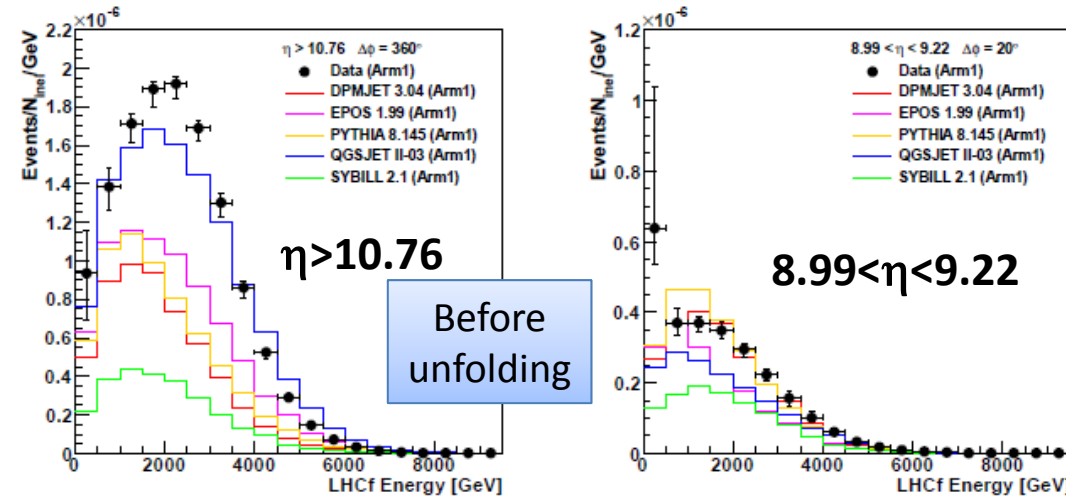 ×10⁻⁶
Events/N_inel/GeV
2.2
2
1.8
1.6
1.4
1.2
1
0.8
0.6
0.4
0.2
0
η > 10.76 Δϕ = 360°
Data (Arm1)
DPMJET 3.04 (Arm1)
EPOS 1.99 (Arm1)
PYTHIA 8.145 (Arm1)
QGSJET II-03 (Arm1)
SYBILL 2.1 (Arm1)
η>10.76
0 2000 4000 6000 8000
LHCf Energy [GeV]
Before
unfolding
×10⁻⁶
Events/N_inel/GeV
1.2
1
0.8
0.6
0.4
0.2
0
8.99 < η < 9.22 Δϕ = 20°
Data (Arm1)
DPMJET 3.04 (Arm1)
EPOS 1.99 (Arm1)
PYTHIA 8.145 (Arm1)
QGSJET II-03 (Arm1)
SYBILL 2.1 (Arm1)
8.99<η<9.22
0 2000 4000 6000 8000
LHCf Energy [GeV]